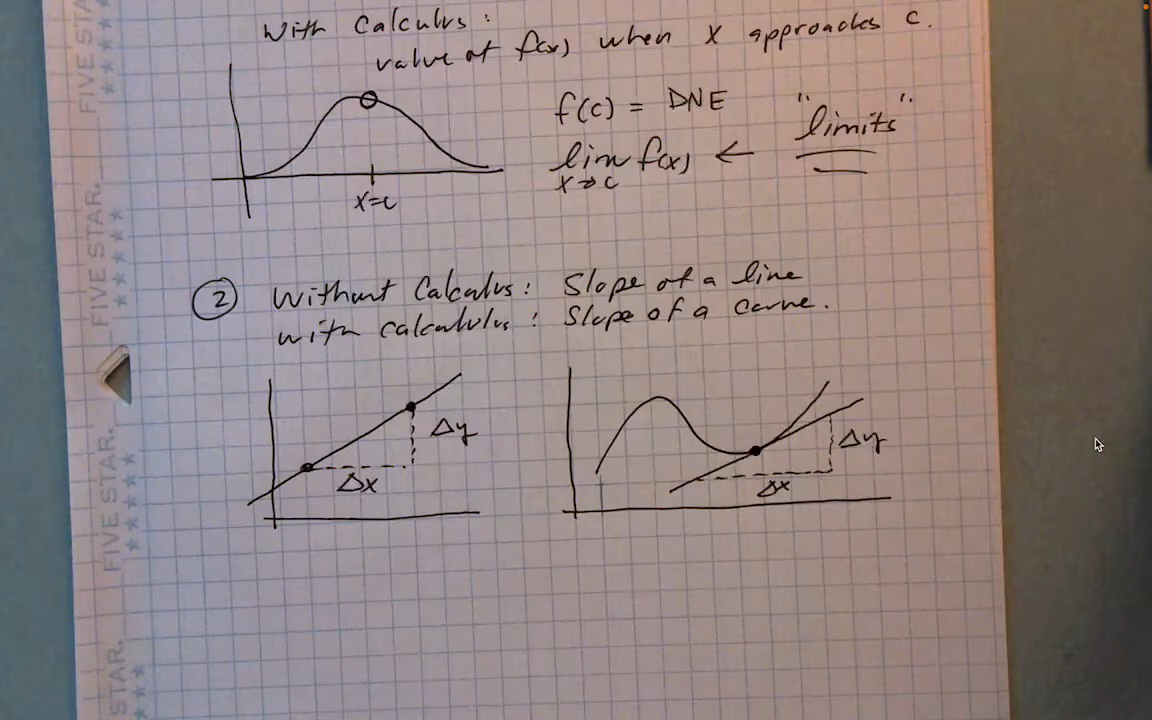 With Calculus:
value of f(x) when x approaches c.
f(c) = DNE
"limits"
lim f(x) ←
x→c
x=c
② Without Calculus: Slope of a line
with calculus: Slope of a curve.
Δy
Δx
Δy
Δx
FIVE STAR
FIVE STAR.
FIVE STAR.
STAR.